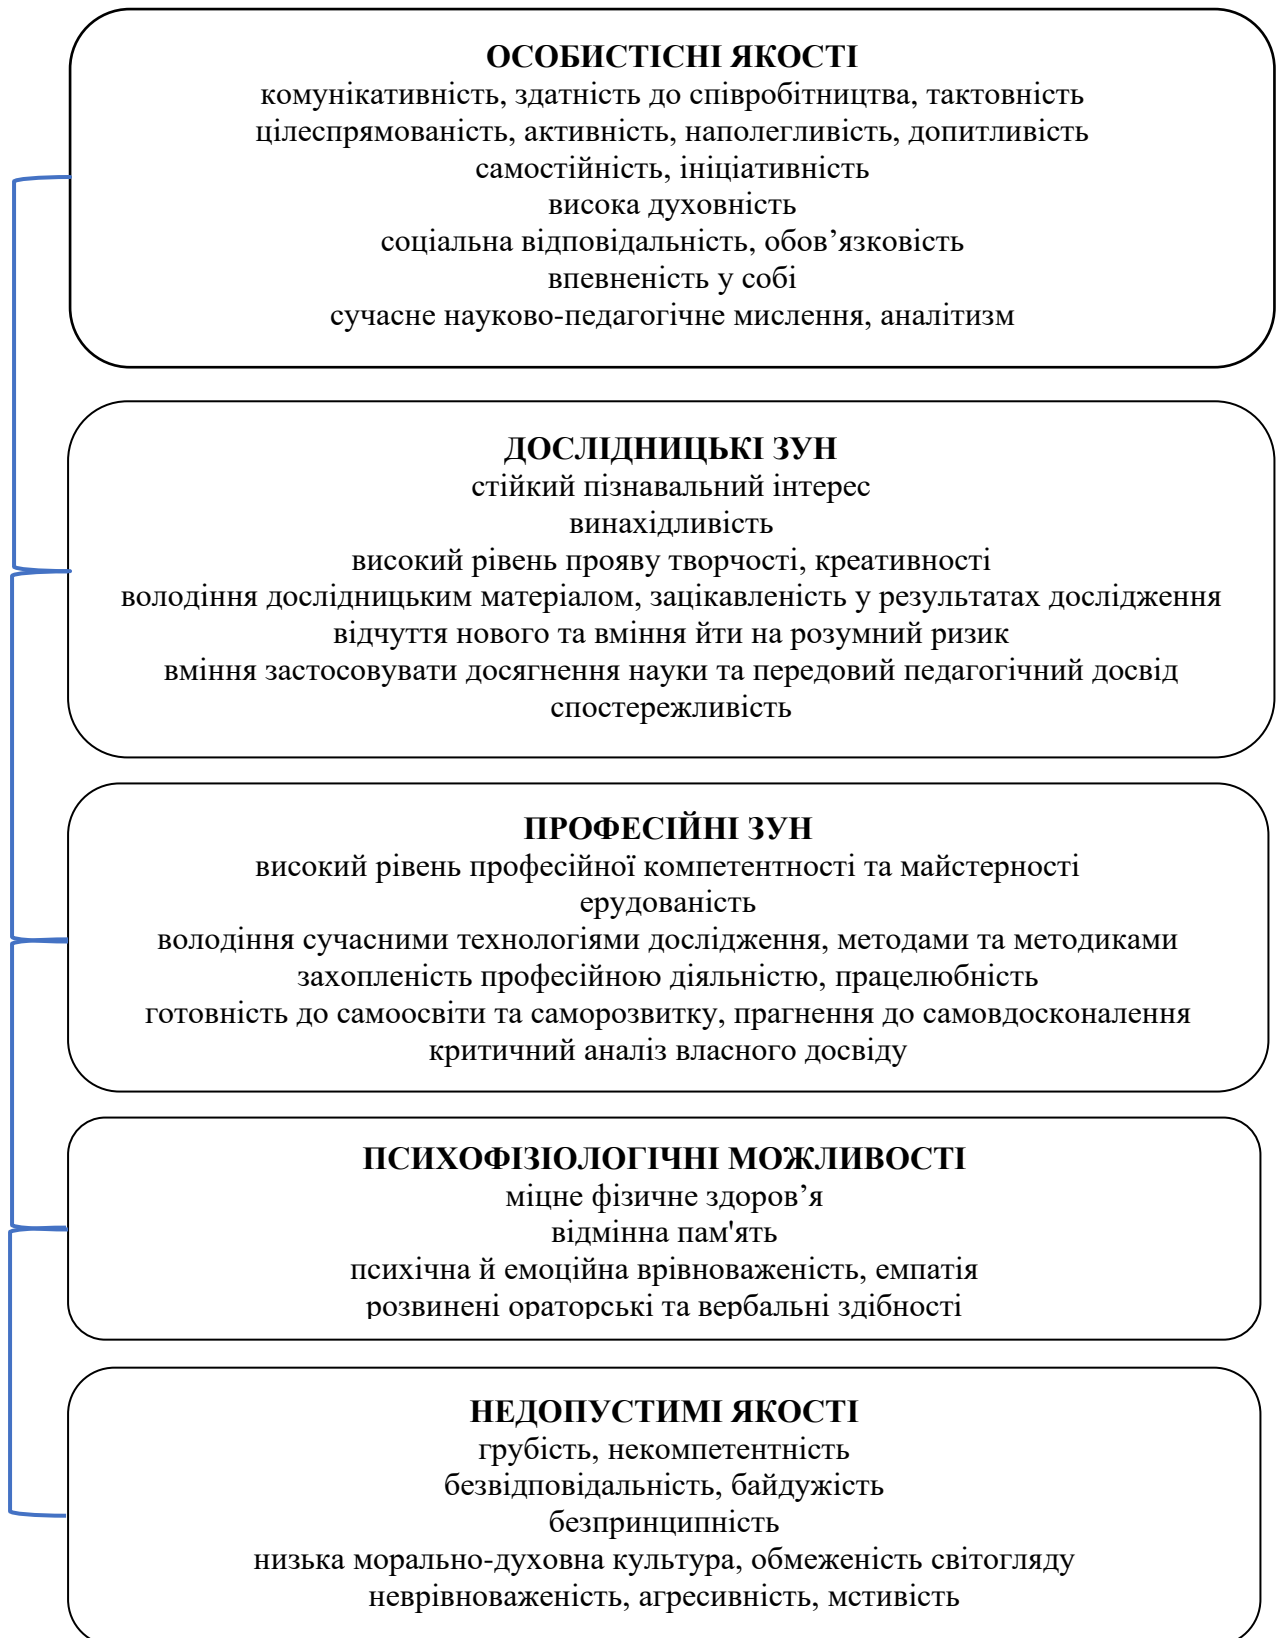 ОСОБИСТІСНІ ЯКОСТІ
комунікативність, здатність до співробітництва, тактовність
цілеспрямованість, активність, наполегливість, допитливість
самостійність, ініціативність
висока духовність
соціальна відповідальність, обов’язковість
впевненість у собі
сучасне науково-педагогічне мислення, аналітизм
ДОСЛІДНИЦЬКІ ЗУН
стійкий пізнавальний інтерес
винахідливість
високий рівень прояву творчості, креативності
володіння дослідницьким матеріалом, зацікавленість у результатах дослідження
відчуття нового та вміння йти на розумний ризик
вміння застосовувати досягнення науки та передовий педагогічний досвід
спостережливість
ПРОФЕСІЙНІ ЗУН
високий рівень професійної компетентності та майстерності
ерудованість
володіння сучасними технологіями дослідження, методами та методиками
захопленість професійною діяльністю, працелюбність
готовність до самоосвіти та саморозвитку, прагнення до самовдосконалення
критичний аналіз власного досвіду
ПСИХОФІЗІОЛОГІЧНІ МОЖЛИВОСТІ
міцне фізичне здоров’я
відмінна пам'ять
психічна й емоційна врівноваженість, емпатія
розвинені ораторські та вербальні здібності
НЕДОПУСТИМІ ЯКОСТІ
грубість, некомпетентність
безвідповідальність, байдужість
безпринципність
низька морально-духовна культура, обмеженість світогляду
неврівноваженість, агресивність, мстивість